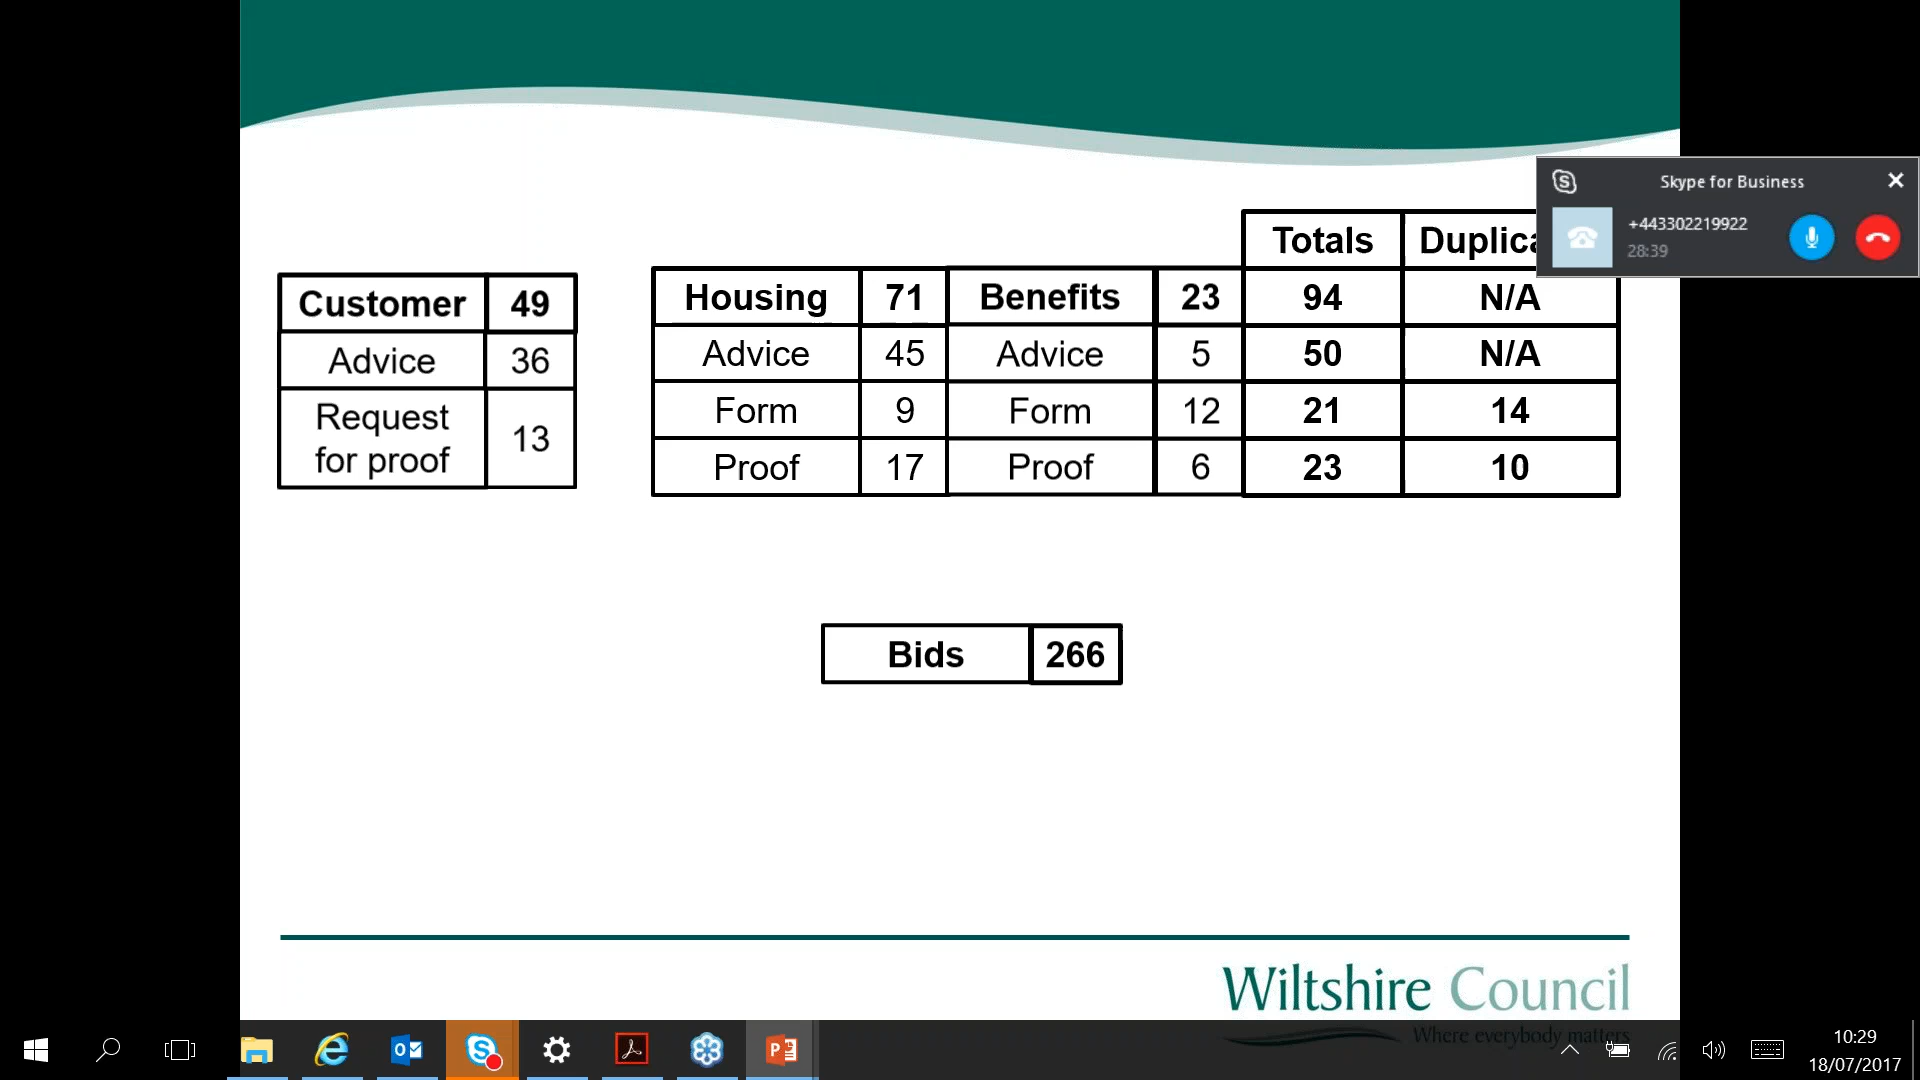 Skype for Business
+443302219922
28:39
Totals
Customer 49
Advice 36
Request
for proof 13
Housing 71 Benefits 23 94 N/A
Advice 45 Advice 5 50 N/A
Form 9 Form 12 21 14
Proof 17 Proof 6 23 10
Bids 266
Wiltshire Council
Where everybody matters
10:29
18/07/2017